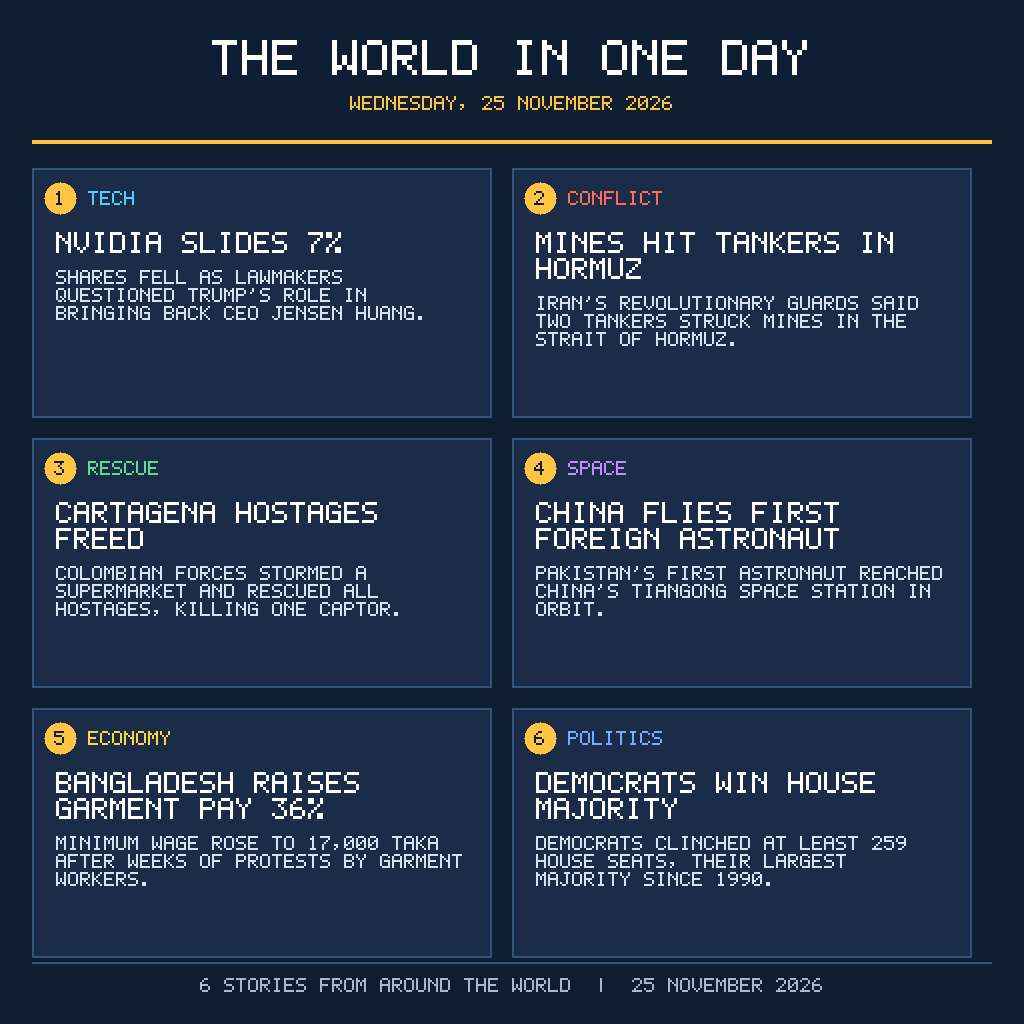 THE WORLD IN ONE DAY
WEDNESDAY, 25 NOVEMBER 2026
1 TECH
NVIDIA SLIDES 7%
SHARES FELL AS LAWMAKERS
QUESTIONED TRUMP'S ROLE IN
BRINGING BACK CEO JENSEN HUANG.
2 CONFLICT
MINES HIT TANKERS IN
HORMUZ
IRAN'S REVOLUTIONARY GUARDS SAID
TWO TANKERS STRUCK MINES IN THE
STRAIT OF HORMUZ.
3 RESCUE
CARTAGENA HOSTAGES
FREED
COLOMBIAN FORCES STORMED A
SUPERMARKET AND RESCUED ALL
HOSTAGES, KILLING ONE CAPTOR.
4 SPACE
CHINA FLIES FIRST
FOREIGN ASTRONAUT
PAKISTAN'S FIRST ASTRONAUT REACHED
CHINA'S TIANGONG SPACE STATION IN
ORBIT.
5 ECONOMY
BANGLADESH RAISES
GARMENT PAY 36%
MINIMUM WAGE ROSE TO 17,000 TAKA
AFTER WEEKS OF PROTESTS BY GARMENT
WORKERS.
6 POLITICS
DEMOCRATS WIN HOUSE
MAJORITY
DEMOCRATS CLINCHED AT LEAST 259
HOUSE SEATS, THEIR LARGEST
MAJORITY SINCE 1990.
6 STORIES FROM AROUND THE WORLD | 25 NOVEMBER 2026